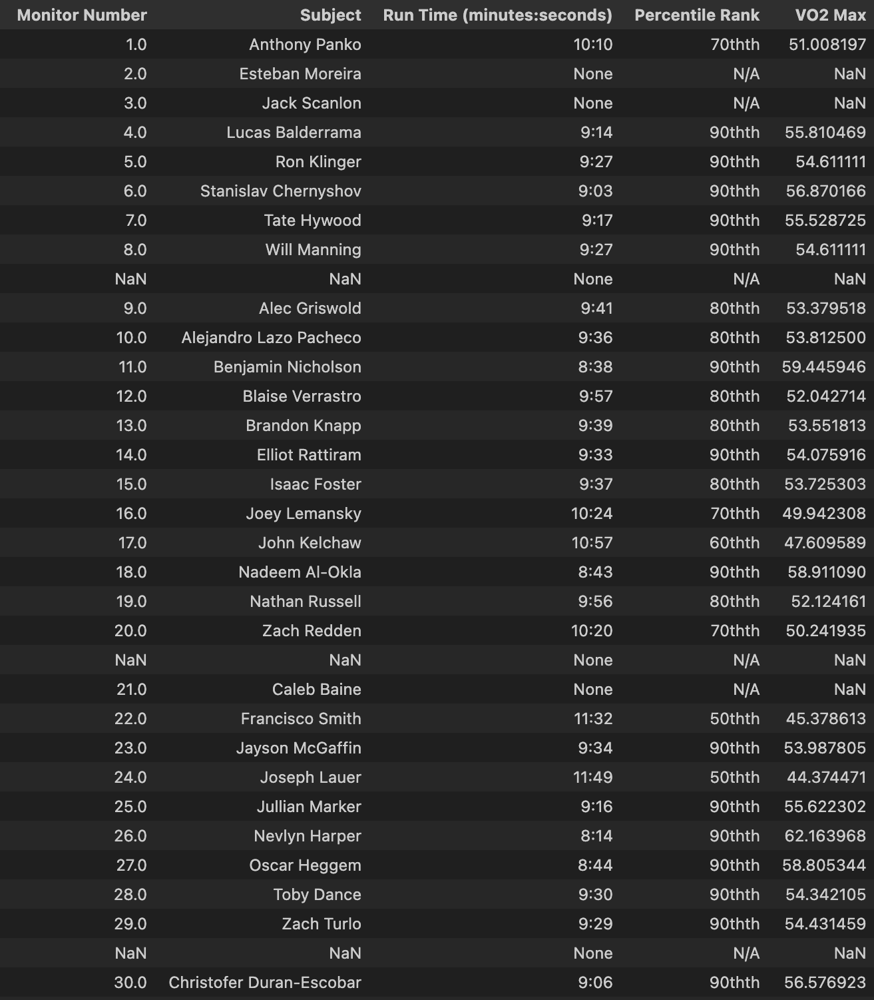 Monitor Number Subject Run Time (minutes:seconds) Percentile Rank VO2 Max
1.0 Anthony Panko 10:10 70thth 51.008197
2.0 Esteban Moreira None N/A NaN
3.0 Jack Scanlon None N/A NaN
4.0 Lucas Balderrama 9:14 90thth 55.810469
5.0 Ron Klinger 9:27 90thth 54.611111
6.0 Stanislav Chernyshov 9:03 90thth 56.870166
7.0 Tate Hywood 9:17 90thth 55.528725
8.0 Will Manning 9:27 90thth 54.611111
NaN NaN None N/A NaN
9.0 Alec Griswold 9:41 80thth 53.379518
10.0 Alejandro Lazo Pacheco 9:36 80thth 53.812500
11.0 Benjamin Nicholson 8:38 90thth 59.445946
12.0 Blaise Verrastro 9:57 80thth 52.042714
13.0 Brandon Knapp 9:39 80thth 53.551813
14.0 Elliot Rattiram 9:33 90thth 54.075916
15.0 Isaac Foster 9:37 80thth 53.725303
16.0 Joey Lemansky 10:24 70thth 49.942308
17.0 John Kelchaw 10:57 60thth 47.609589
18.0 Nadeem Al-Okla 8:43 90thth 58.911090
19.0 Nathan Russell 9:56 80thth 52.124161
20.0 Zach Redden 10:20 70thth 50.241935
NaN NaN None N/A NaN
21.0 Caleb Baine None N/A NaN
22.0 Francisco Smith 11:32 50thth 45.378613
23.0 Jayson McGaffin 9:34 90thth 53.987805
24.0 Joseph Lauer 11:49 50thth 44.374471
25.0 Jullian Marker 9:16 90thth 55.622302
26.0 Nevlyn Harper 8:14 90thth 62.163968
27.0 Oscar Heggem 8:44 90thth 58.805344
28.0 Toby Dance 9:30 90thth 54.342105
29.0 Zach Turlo 9:29 90thth 54.431459
NaN NaN None N/A NaN
30.0 Christofer Duran-Escobar 9:06 90thth 56.576923